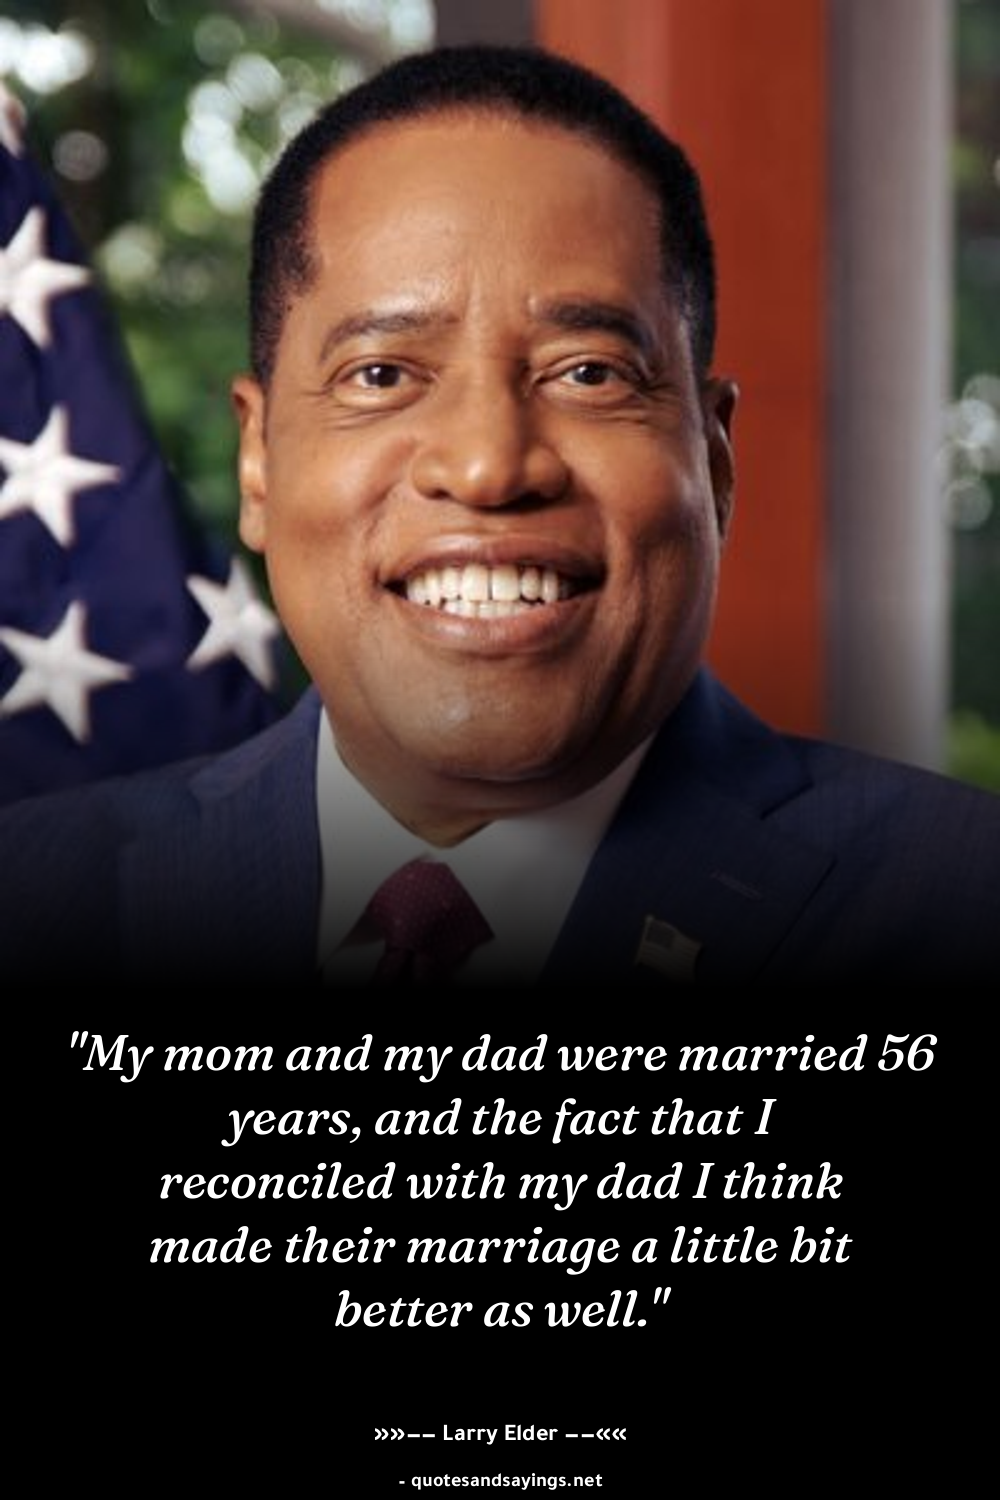 "My mom and my dad were married 56
years, and the fact that I
reconciled with my dad I think
made their marriage a little bit
better as well."
»»–– Larry Elder ––««
- quotesandsayings.net